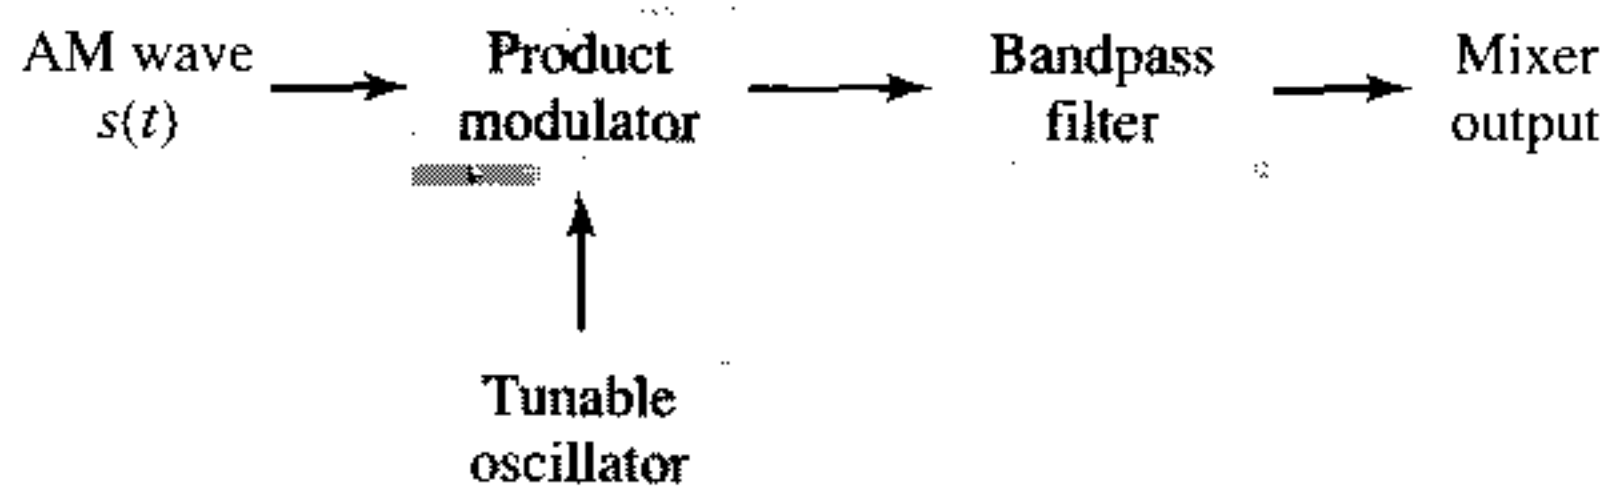 AM wave
s(t)
Product
modulator
Bandpass
filter
Mixer
output
Tunable
oscillator